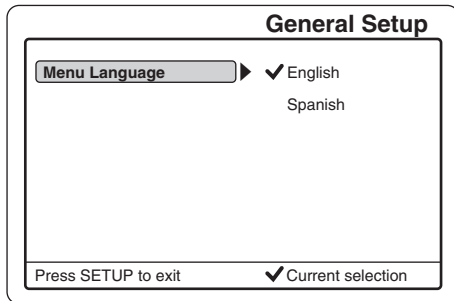 General Setup
Menu Language ✔ English
Spanish
Press SETUP to exit ✔ Current selection